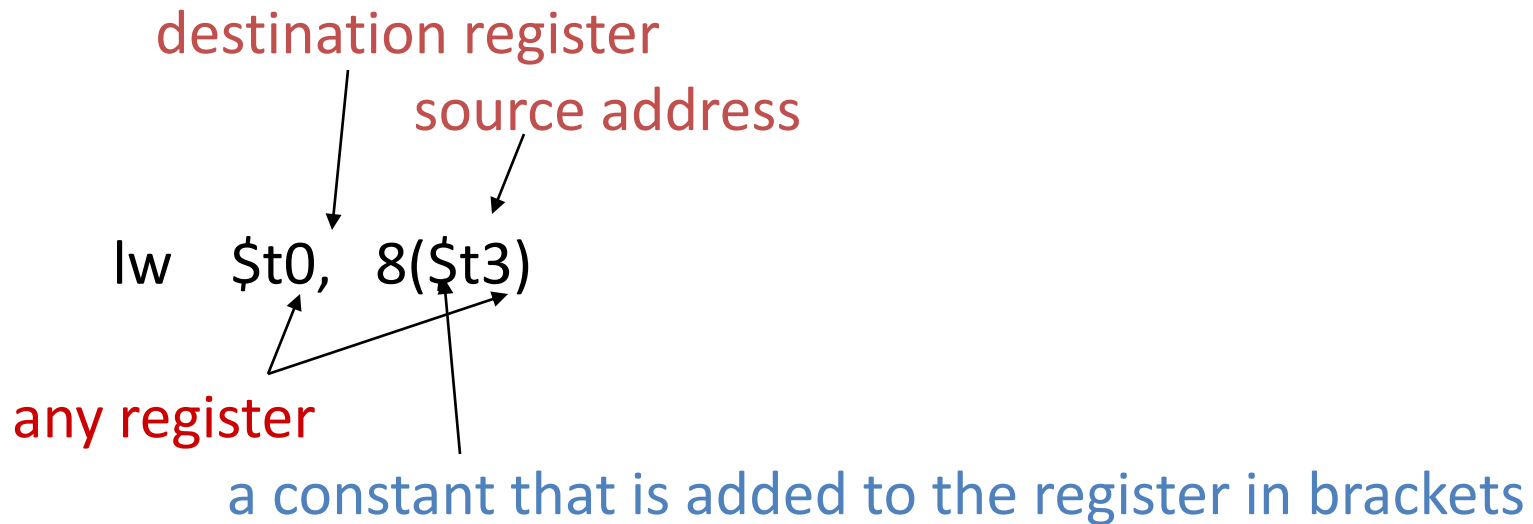 destination register
source address
lw $t0, 8($t3)
any register
a constant that is added to the register in brackets